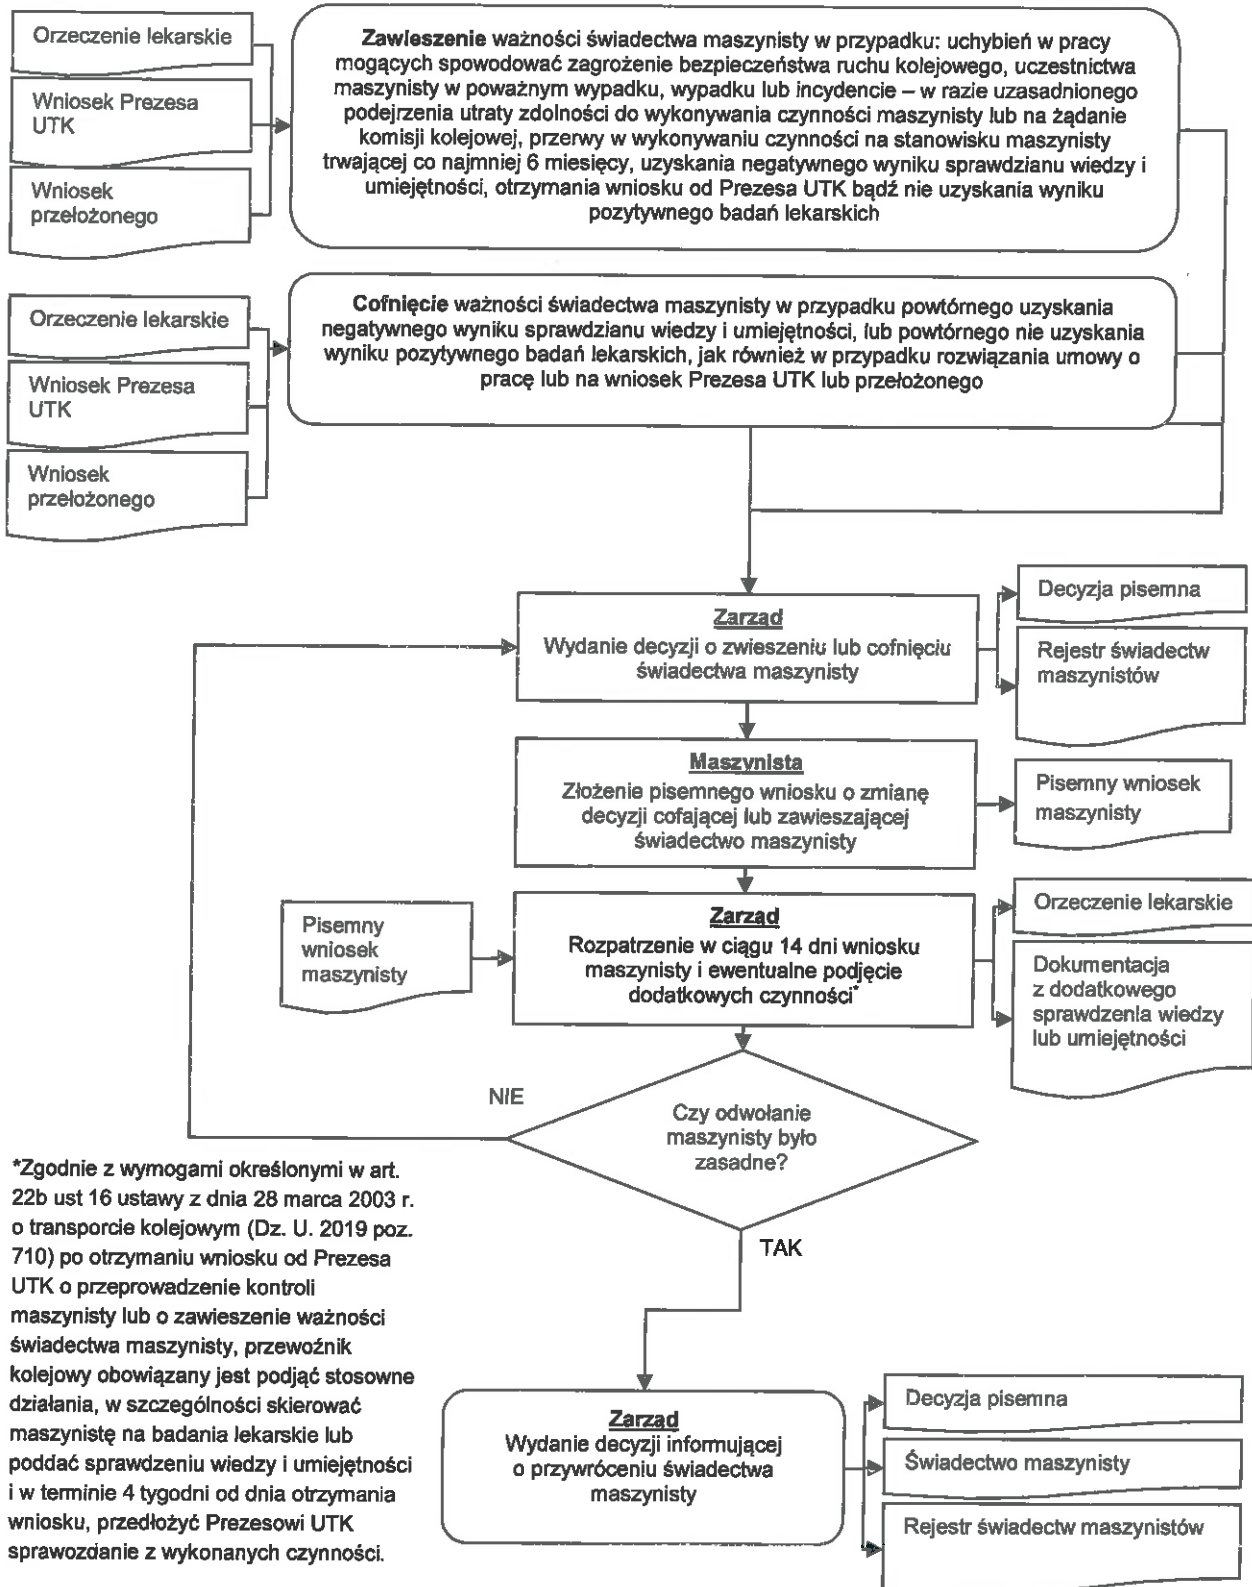 Orzeczenie lekarskie
Wniosek Prezesa
UTK
Wniosek
przełożonego
Zawieszenie ważności świadectwa maszynisty w przypadku: uchybień w pracy
mogących spowodować zagrożenie bezpieczeństwa ruchu kolejowego, uczestnictwa
maszynisty w poważnym wypadku, wypadku lub incydencie – w razie uzasadnionego
podejrzenia utraty zdolności do wykonywania czynności maszynisty lub na żądanie
komisji kolejowej, przerwy w wykonywaniu czynności na stanowisku maszynisty
trwającej co najmniej 6 miesięcy, uzyskania negatywnego wyniku sprawdzianu wiedzy i
umiejętności, otrzymania wniosku od Prezesa UTK bądź nie uzyskania wyniku
pozytywnego badań lekarskich
Orzeczenie lekarskie
Wniosek Prezesa
UTK
Wniosek
przełożonego
Cofnięcie ważności świadectwa maszynisty w przypadku powtórnego uzyskania
negatywnego wyniku sprawdzianu wiedzy i umiejętności, lub powtórnego nie uzyskania
wyniku pozytywnego badań lekarskich, jak również w przypadku rozwiązania umowy o
pracę lub na wniosek Prezesa UTK lub przełożonego
Zarząd
Wydanie decyzji o zwieszeniu lub cofnięciu
świadectwa maszynisty
Decyzja pisemna
Rejestr świadectw
maszynistów
Maszynista
Złożenie pisemnego wniosku o zmianę
decyzji cofającej lub zawieszającej
świadectwo maszynisty
Pisemny wniosek
maszynisty
Pisemny
wniosek
maszynisty
Zarząd
Rozpatrzenie w ciągu 14 dni wniosku
maszynisty i ewentualne podjęcie
dodatkowych czynności*
Orzeczenie lekarskie
Dokumentacja
z dodatkowego
sprawdzenia wiedzy
lub umiejętności
NIE
Czy odwołanie
maszynisty było
zasadne?
TAK
*Zgodnie z wymogami określonymi w art.
22b ust 16 ustawy z dnia 28 marca 2003 r.
o transporcie kolejowym (Dz. U. 2019 poz.
710) po otrzymaniu wniosku od Prezesa
UTK o przeprowadzenie kontroli
maszynisty lub o zawieszenie ważności
świadectwa maszynisty, przewoźnik
kolejowy obowiązany jest podjąć stosowne
działania, w szczególności skierować
maszynistę na badania lekarskie lub
poddać sprawdzeniu wiedzy i umiejętności
i w terminie 4 tygodni od dnia otrzymania
wniosku, przedłożyć Prezesowi UTK
sprawozdanie z wykonanych czynności.
Zarząd
Wydanie decyzji informującej
o przywróceniu świadectwa
maszynisty
Decyzja pisemna
Świadectwo maszynisty
Rejestr świadectw maszynistów